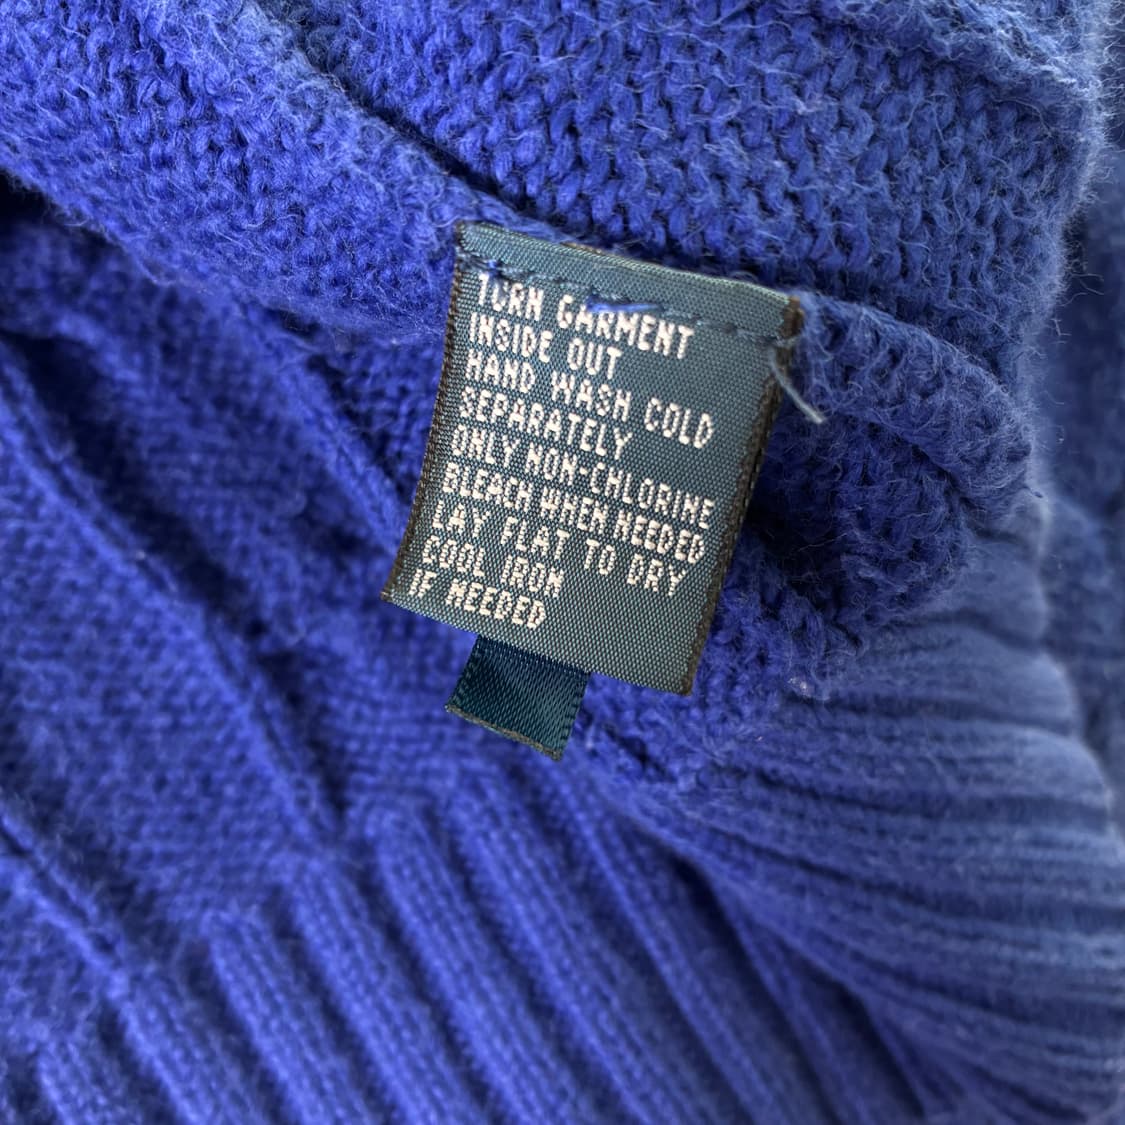 TURN GARMENT
INSIDE OUT
HAND WASH COLD
SEPARATELY
ONLY NON-CHLORINE
BLEACH WHEN NEEDED
LAY FLAT TO DRY
COOL IRON
IF NEEDED